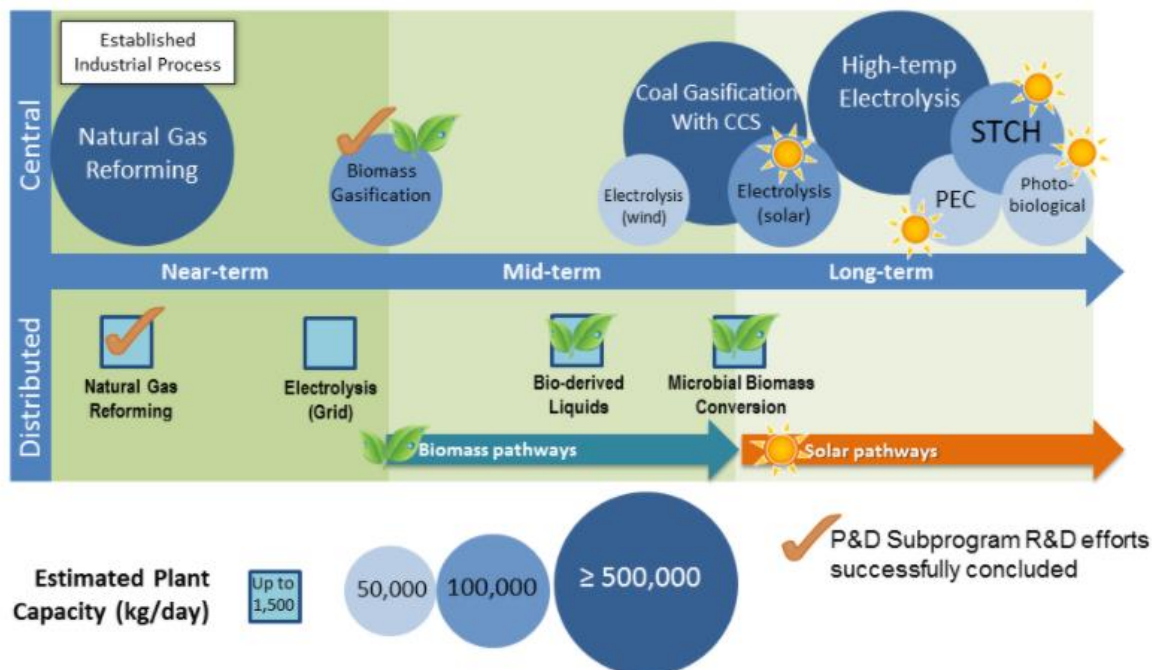 Central
Established
Industrial Process
Natural Gas
Reforming
Biomass
Gasification
Coal Gasification
With CCS
Electrolysis
(wind)
Electrolysis
(solar)
High-temp
Electrolysis
STCH
PEC
Photo-
biological
Near-term
Mid-term
Long-term
Distributed
Natural Gas
Reforming
Electrolysis
(Grid)
Bio-derived
Liquids
Microbial Biomass
Conversion
Biomass pathways
Solar pathways
Estimated Plant
Capacity (kg/day)
Up to
1,500
50,000
100,000
≥ 500,000
P&D Subprogram R&D efforts
successfully concluded